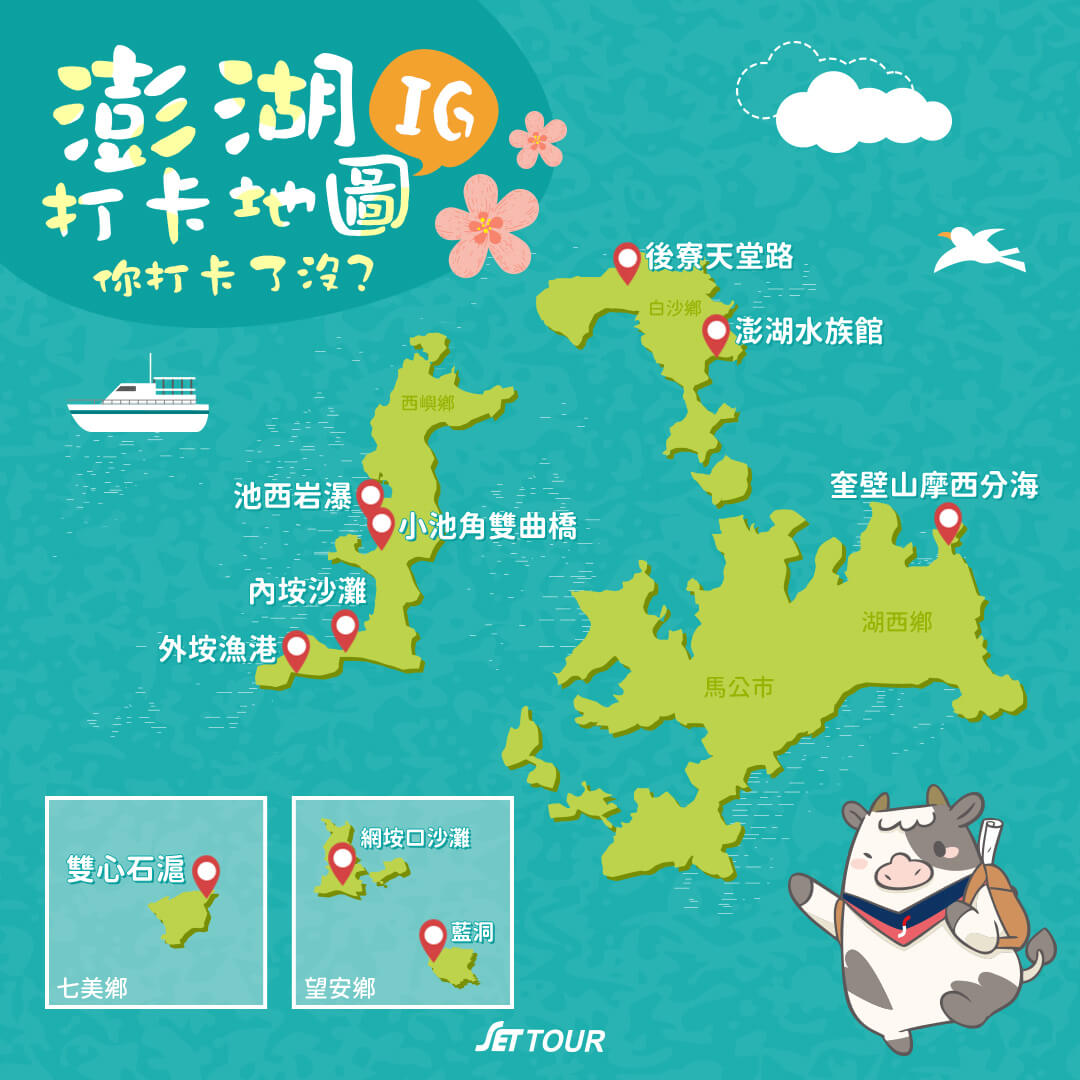 澎湖 IG
打卡地圖
你打卡了沒?
後寮天堂路
白沙鄉
澎湖水族館
西嶼鄉
池西岩瀑
小池角雙曲橋
奎壁山摩西分海
內垵沙灘
外垵漁港
湖西鄉
馬公市
雙心石滬
七美鄉
網垵口沙灘
藍洞
望安鄉
SET TOUR